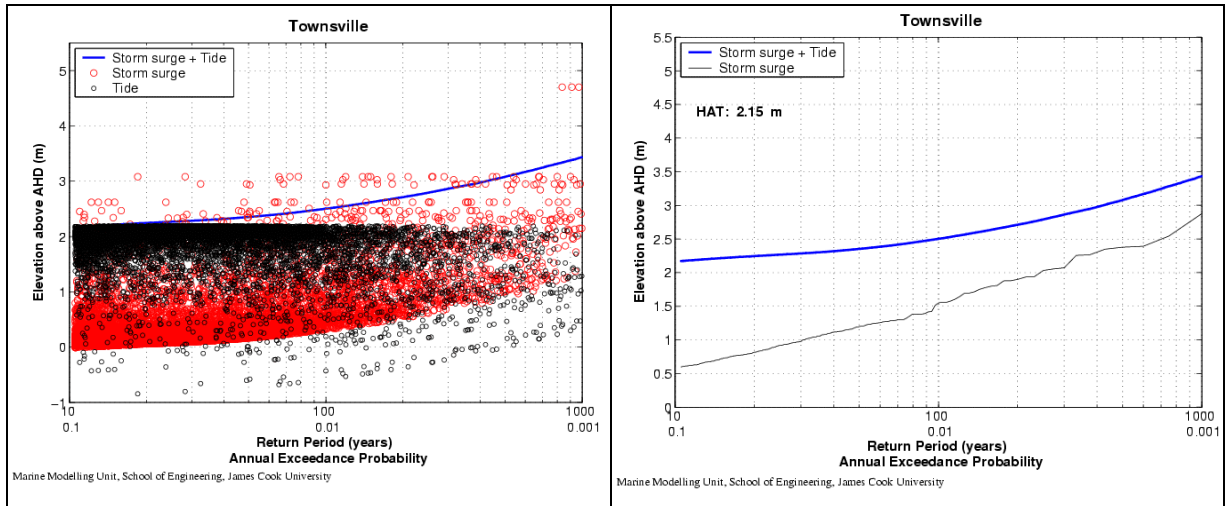 Townsville
Storm surge + Tide
Storm surge
Tide
Elevation above AHD (m)
5
4
3
2
1
0
−1
10 100 1000
0.1 0.01 0.001
Return Period (years)
Annual Exceedance Probability
Marine Modelling Unit, School of Engineering, James Cook University
Townsville
Storm surge + Tide
Storm surge
HAT: 2.15 m
Elevation above AHD (m)
5.5
5
4.5
4
3.5
3
2.5
2
1.5
1
0.5
0
10 100 1000
0.1 0.01 0.001
Return Period (years)
Annual Exceedance Probability
Marine Modelling Unit, School of Engineering, James Cook University